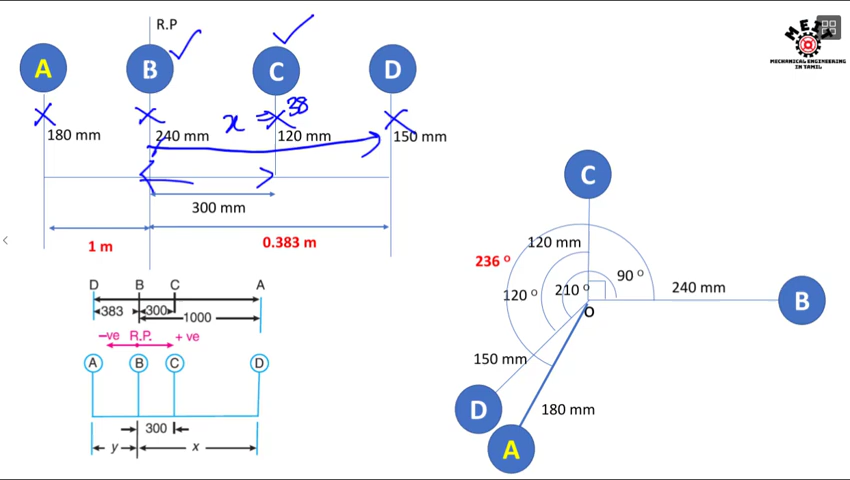 R.P
A
B
C
D
x = 38
180 mm
240 mm
120 mm
150 mm
300 mm
1 m
0.383 m
D
B
C
A
383
300
1000
–ve R.P. + ve
A
B
C
D
300
y
x
MEIT
MECHANICAL ENGINEERING
IN TAMIL
C
120 mm
236 o
90 o
120 o
210 o
240 mm
B
O
150 mm
D
180 mm
A